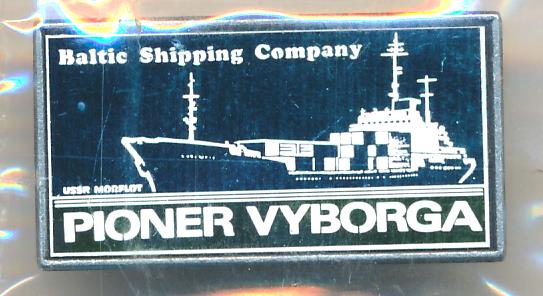 Baltic Shipping Company
USSR MORFLOT
PIONER VYBORGA